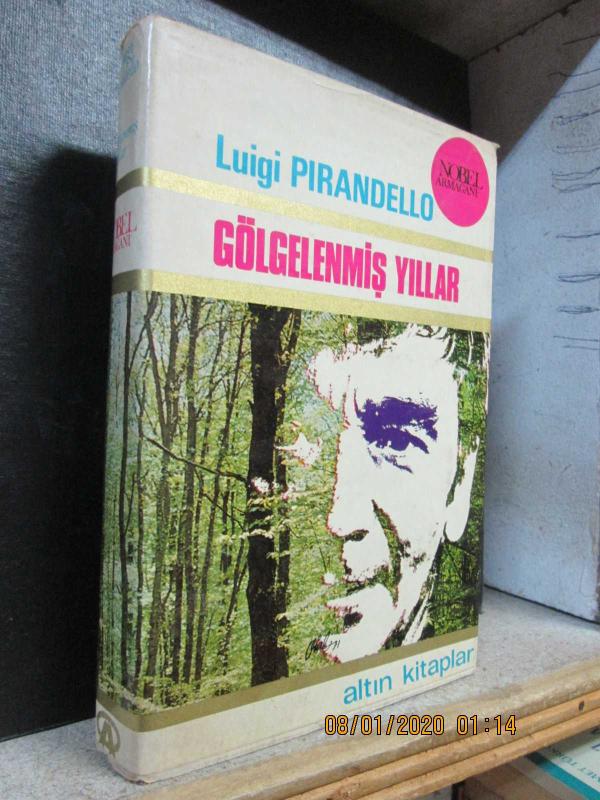 Luigi PIRANDELLO
NOBEL
ARMAĞANI
GÖLGELENMİŞ YILLAR
altın kitaplar
08/01/2020 01:14